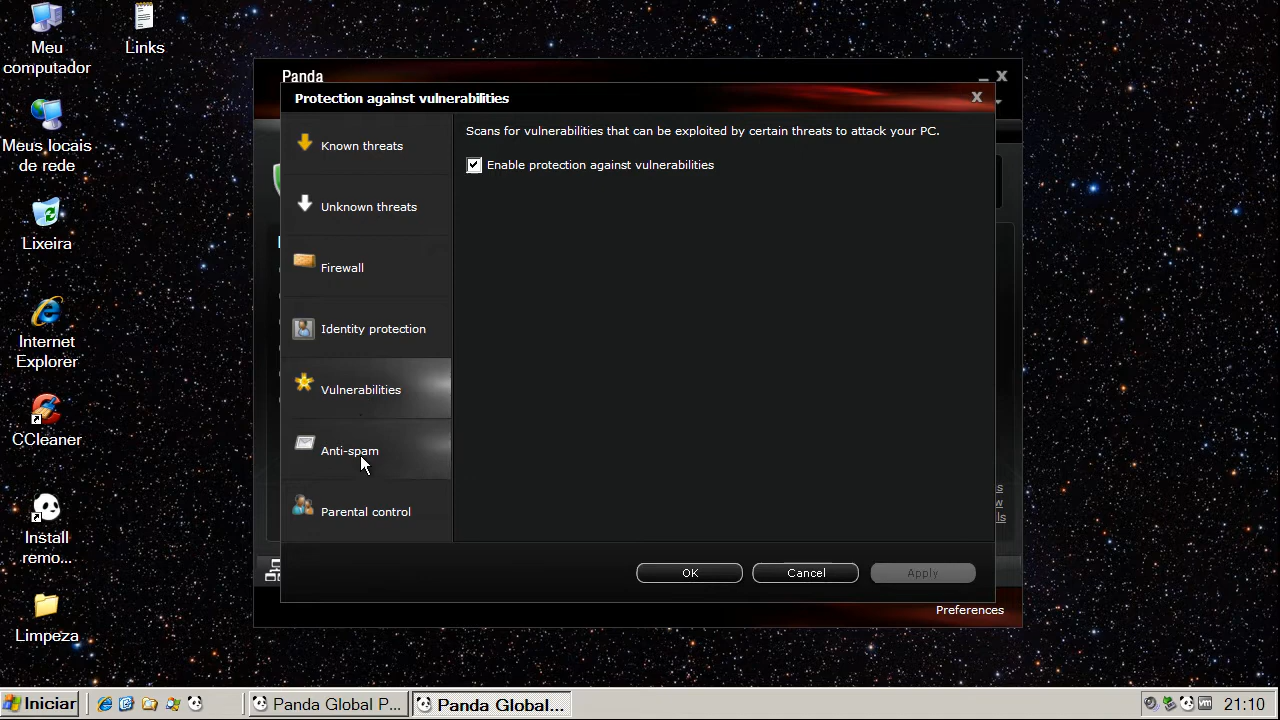 Meu
computador
Links
Meus locais
de rede
Lixeira
Internet
Explorer
CCleaner
Install
remo...
Limpeza
Panda
Protection against vulnerabilities
Known threats
Unknown threats
Firewall
Identity protection
Vulnerabilities
Anti-spam
Parental control
Scans for vulnerabilities that can be exploited by certain threats to attack your PC.
Enable protection against vulnerabilities
OK
Cancel
Apply
Preferences
Iniciar
Panda Global P...
Panda Global...
vm
21:10